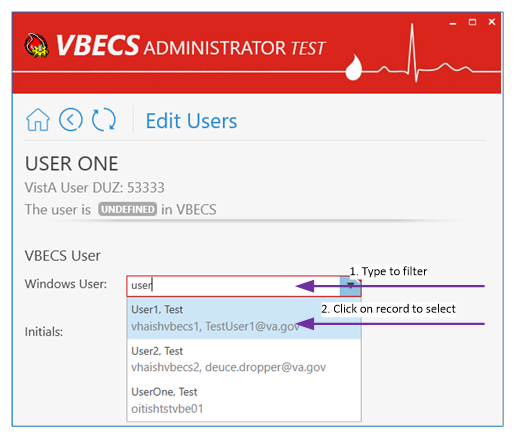 VBECS ADMINISTRATOR TEST
Edit Users
USER ONE
VistA User DUZ: 53333
The user is UNDEFINED in VBECS
VBECS User
1. Type to filter
Windows User: user
2. Click on record to select
User1, Test
vhaishvbecs1, TestUser1@va.gov
Initials:
User2, Test
vhaishvbecs2, deuce.dropper@va.gov
UserOne, Test
oitishtstvbe01